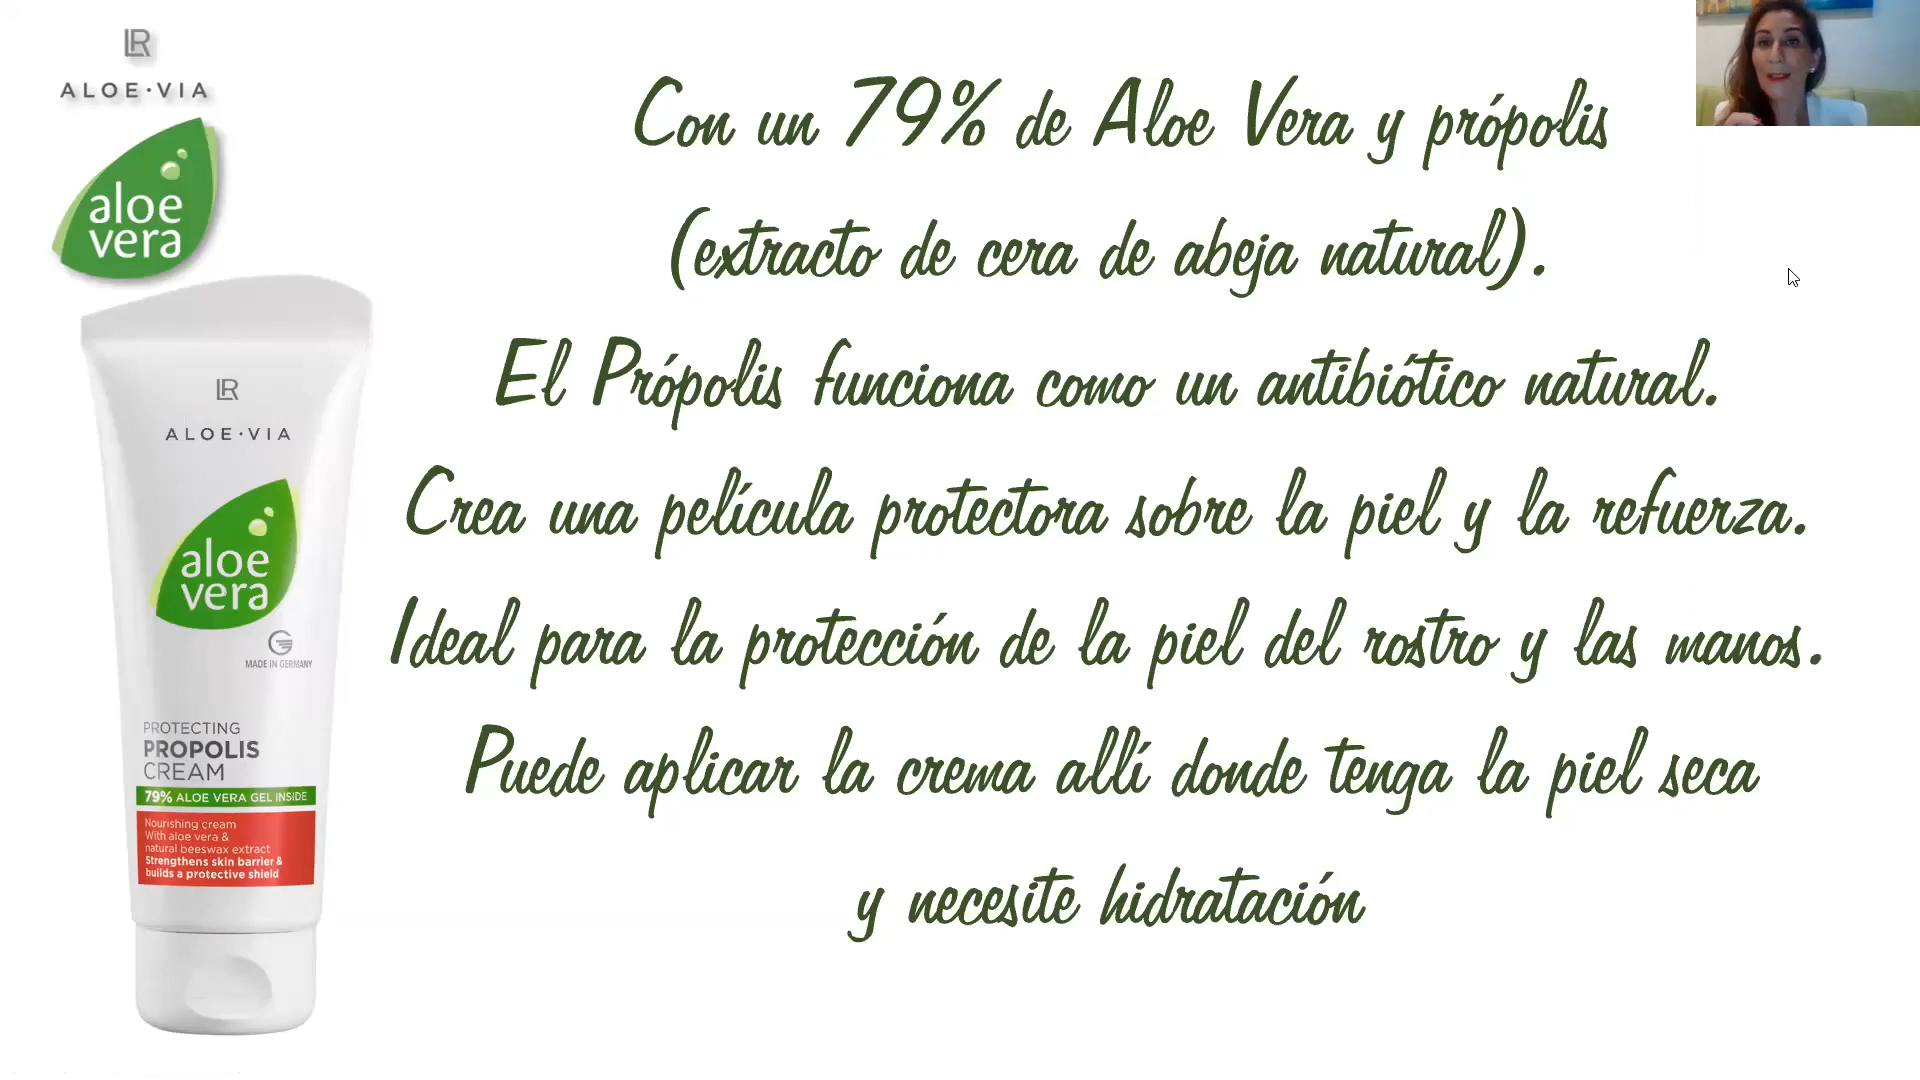 LR
ALOE·VIA
aloe
vera
Con un 79% de Aloe Vera y própolis
(extracto de cera de abeja natural).
El Própolis funciona como un antibiótico natural.
Crea una película protectora sobre la piel y la refuerza.
Ideal para la protección de la piel del rostro y las manos.
Puede aplicar la crema allí donde tenga la piel seca
y necesite hidratación
LR
ALOE·VIA
aloe
vera
MADE IN GERMANY
PROTECTING
PROPOLIS
CREAM
79% ALOE VERA GEL INSIDE
Nourishing cream
With aloe vera &
natural beeswax extract
Strengthens skin barrier &
builds a protective shield